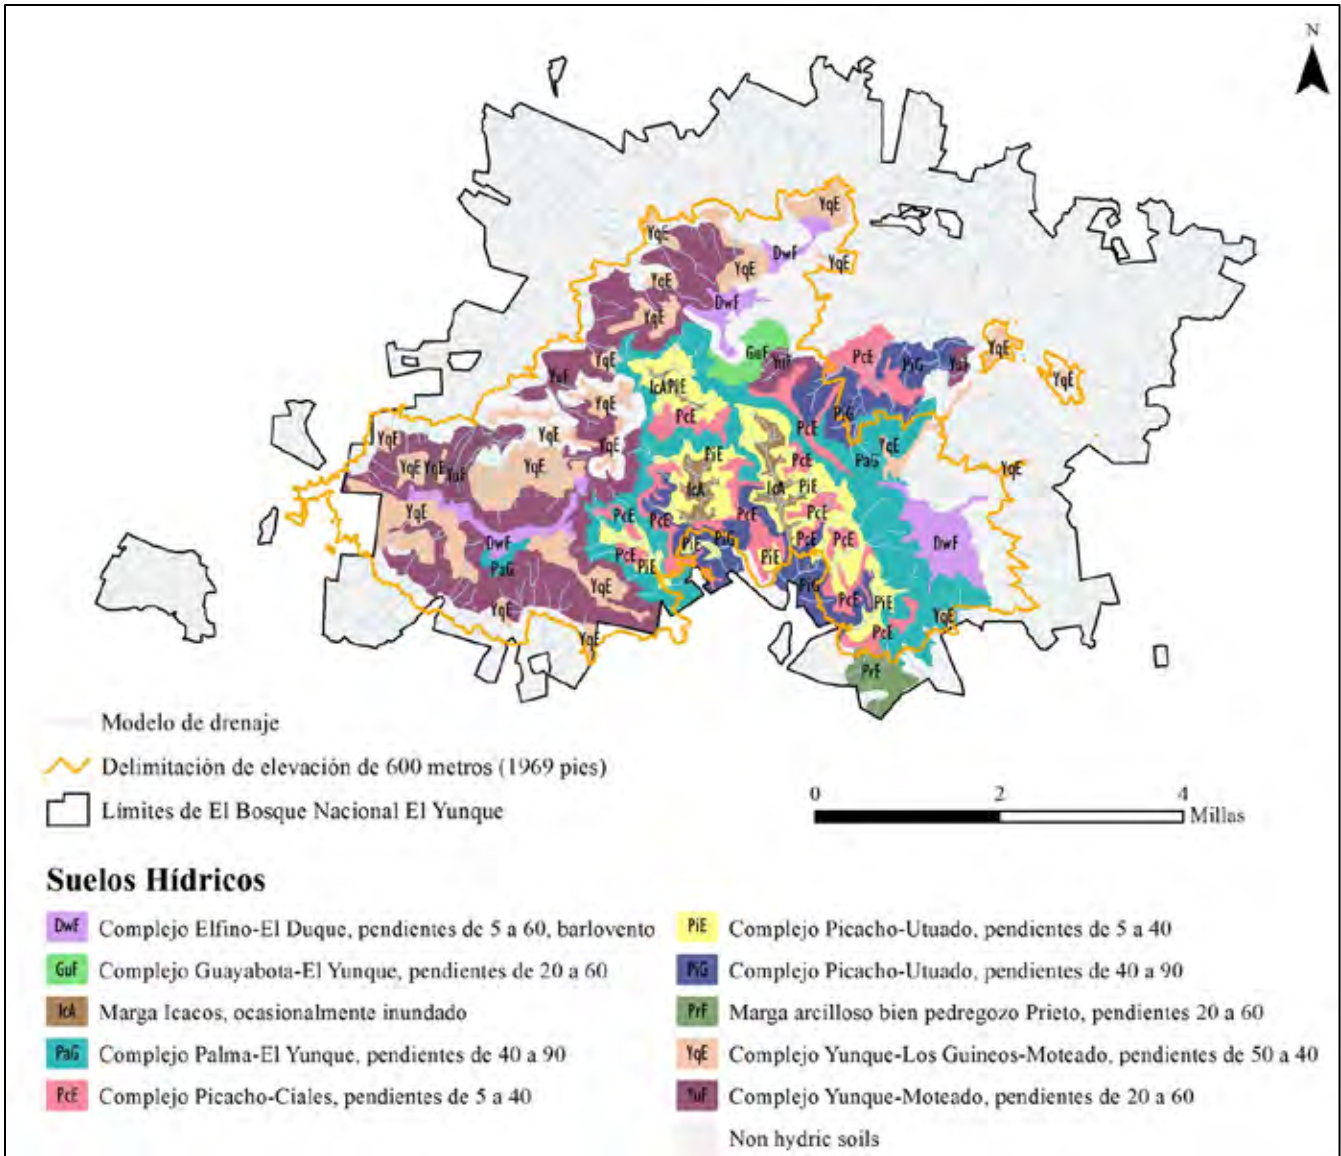 N
YqE
YqE
DwF
YqE
YqE
YqE
DwF
YqE
GuF
PcE
PiG
YuF
YqE
YqE
YqE
YuF
IcA
PiE
YqE
PcE
PiG
PcE
YqE
YqE
YqE
YqE
PaG
YqE
YqE
YqE
YuF
YqE
PiE
PcE
IcA
IcA
PiE
YqE
PcE
PcE
PcE
PcE
DwF
PaG
PcE
PiE
PiE
PiG
PiE
PcE
PcE
DwF
YqE
PiG
PcE
PiE
YqE
YqE
YqE
PcE
PrF
Modelo de drenaje
Delimitación de elevación de 600 metros (1969 pies)
Límites de El Bosque Nacional El Yunque
0 2 4
Millas
Suelos Hídricos
DwF Complejo Elfino-El Duque, pendientes de 5 a 60, barlovento
GuF Complejo Guayabota-El Yunque, pendientes de 20 a 60
IcA Marga Icacos, ocasionalmente inundado
PaG Complejo Palma-El Yunque, pendientes de 40 a 90
PcE Complejo Picacho-Ciales, pendientes de 5 a 40
PiE Complejo Picacho-Utuado, pendientes de 5 a 40
PiG Complejo Picacho-Utuado, pendientes de 40 a 90
PrF Marga arcilloso bien pedregozo Prieto, pendientes 20 a 60
YqE Complejo Yunque-Los Guineos-Moteado, pendientes de 50 a 40
YuF Complejo Yunque-Moteado, pendientes de 20 a 60
Non hydric soils